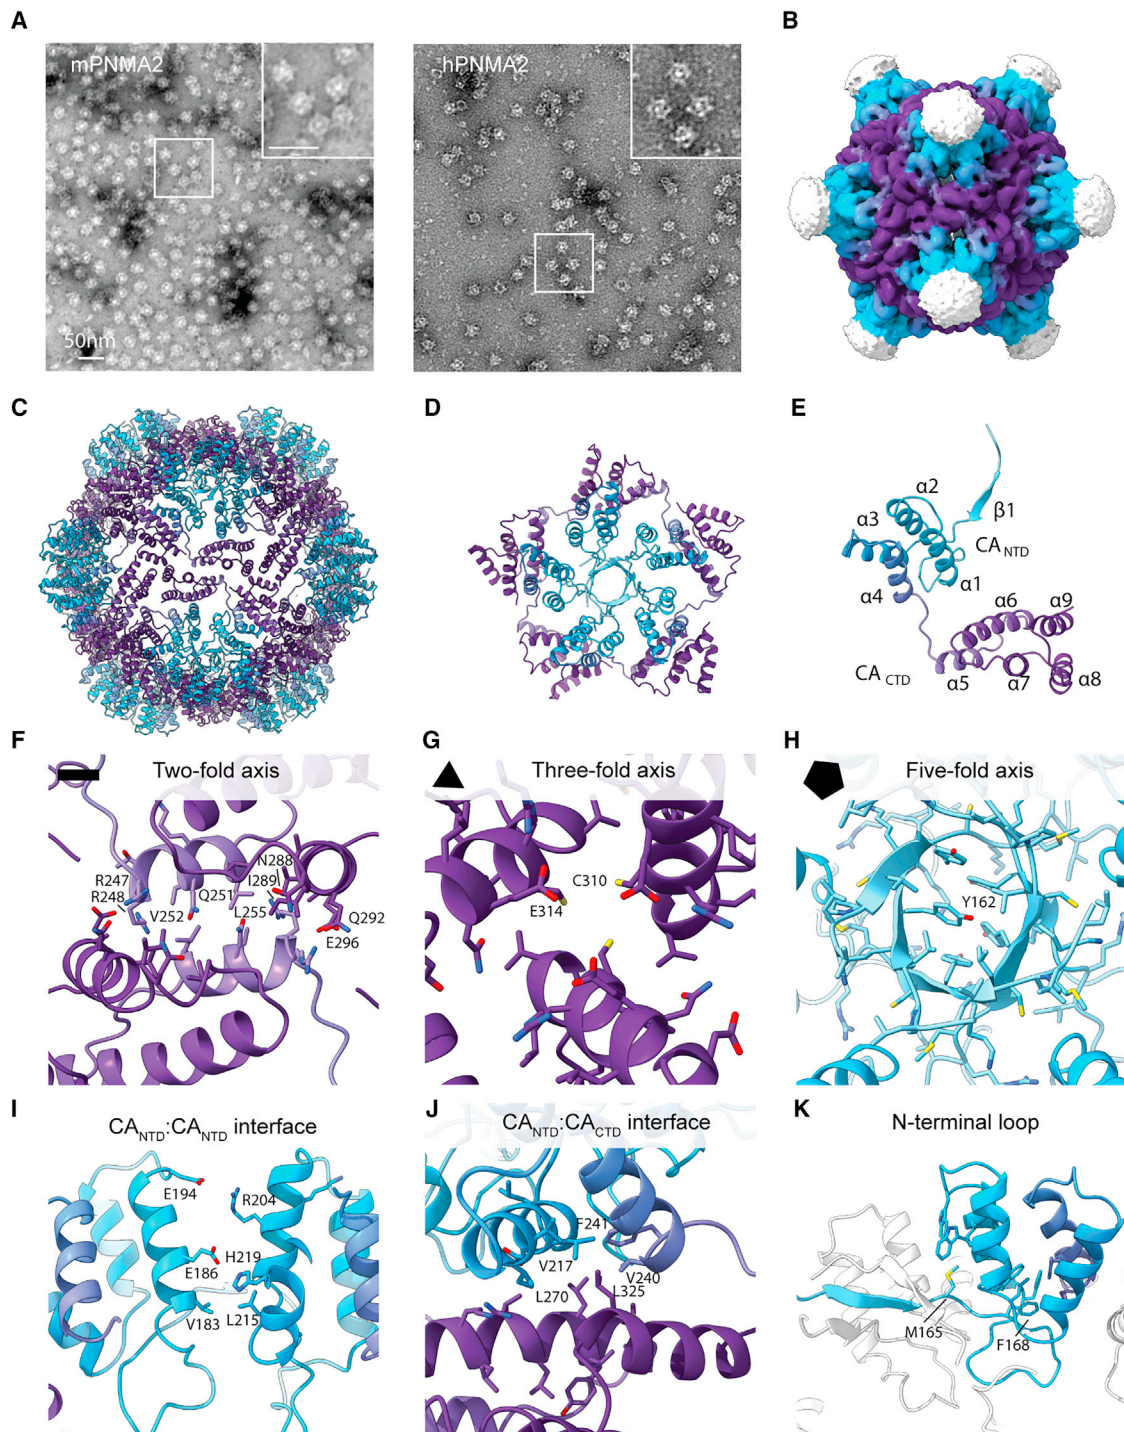 A
B
mPNMA2
hPNMA2
50nm
C
D
E
α2
α3
β1
CA NTD
α1
α4
α6
α9
CA CTD
α5
α7
α8
F
G
H
Two-fold axis
Three-fold axis
Five-fold axis
N288
R247
I289
R248
Q251
V252
L255
Q292
E296
C310
E314
Y162
I
J
K
CANTD:CANTD interface
CANTD:CACTD interface
N-terminal loop
E194
R204
H219
E186
L215
V183
F241
V217
V240
L270
L325
M165
F168